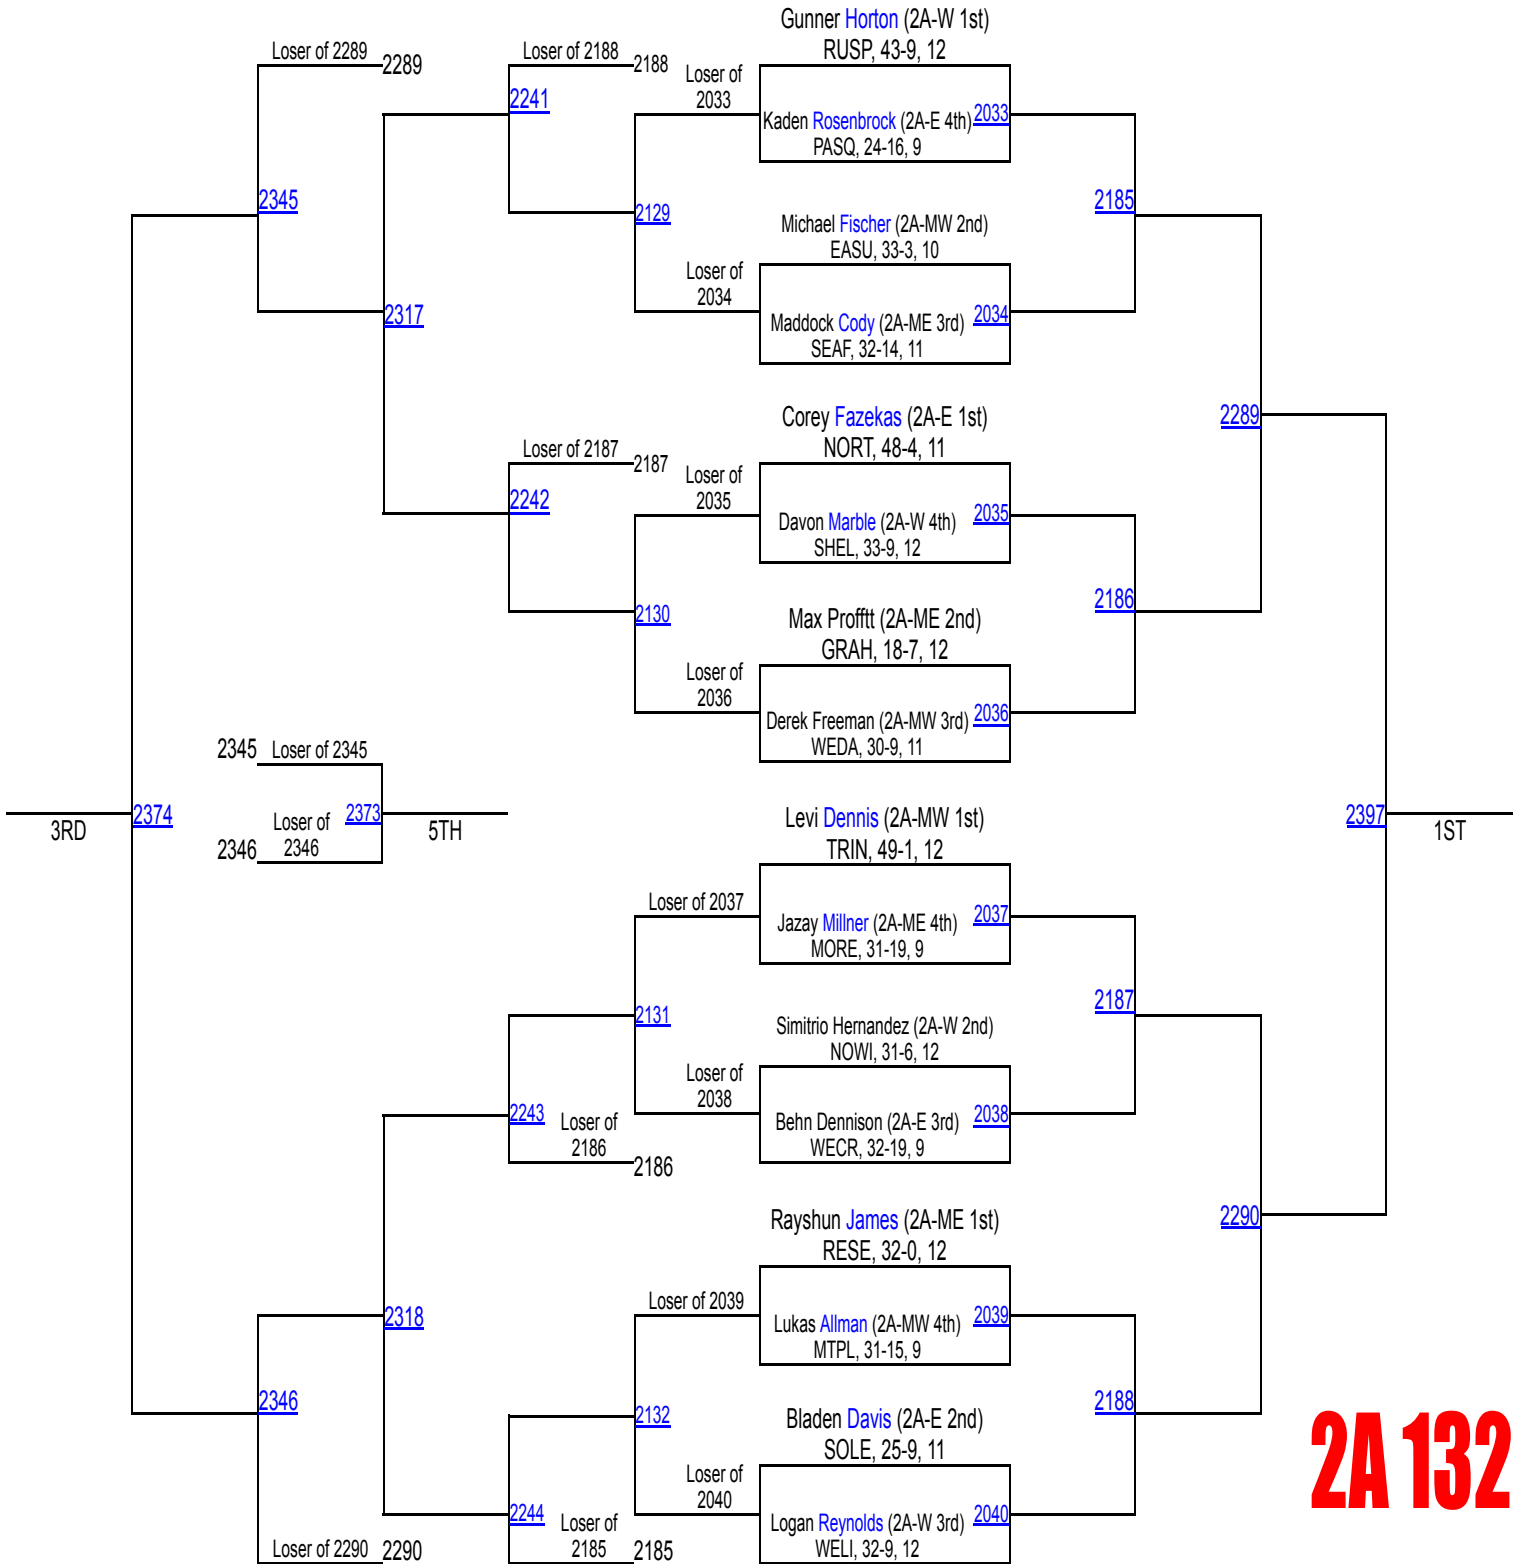 Gunner Horton (2A-W 1st)
RUSP, 43-9, 12
Loser of 2289
2289
Loser of 2188
2188
Loser of
2033
2241
Kaden Rosenbrock (2A-E 4th)
2033
PASQ, 24-16, 9
2345
2129
2185
Michael Fischer (2A-MW 2nd)
EASU, 33-3, 10
Loser of
2034
2317
Maddock Cody (2A-ME 3rd)
2034
SEAF, 32-14, 11
Corey Fazekas (2A-E 1st)
NORT, 48-4, 11
2289
Loser of 2187
2187
Loser of
2035
2242
Davon Marble (2A-W 4th)
2035
SHEL, 33-9, 12
2130
2186
Max Proffftt (2A-ME 2nd)
GRAH, 18-7, 12
Loser of
2036
Derek Freeman (2A-MW 3rd)
2036
WEDA, 30-9, 11
2345
Loser of 2345
2374
3RD
Loser of
2346
2346
2373
5TH
Levi Dennis (2A-MW 1st)
TRIN, 49-1, 12
2397
1ST
Loser of 2037
Jazay Millner (2A-ME 4th)
2037
MORE, 31-19, 9
2131
2187
Simitrio Hernandez (2A-W 2nd)
NOWI, 31-6, 12
Loser of
2038
2243
Loser of
2186
2186
Behn Dennison (2A-E 3rd)
2038
WECR, 32-19, 9
Rayshun James (2A-ME 1st)
RESE, 32-0, 12
2290
Loser of 2039
2318
Lukas Allman (2A-MW 4th)
2039
MTPL, 31-15, 9
2346
2132
2188
Bladen Davis (2A-E 2nd)
SOLE, 25-9, 11
Loser of
2040
2244
Loser of
2185
2185
Logan Reynolds (2A-W 3rd)
2040
WELI, 32-9, 12
Loser of 2290
2290
2A 132